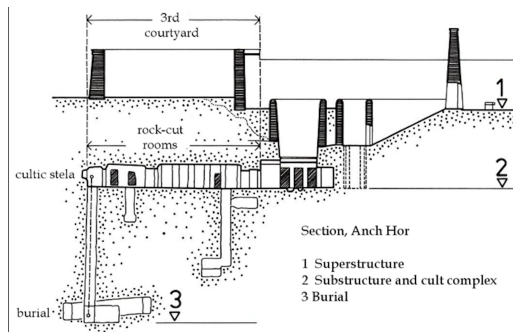 3rd
courtyard
1
rock-cut
rooms
cultic stela
2
Section, Anch Hor
1 Superstructure
2 Substructure and cult complex
3 Burial
burial
3